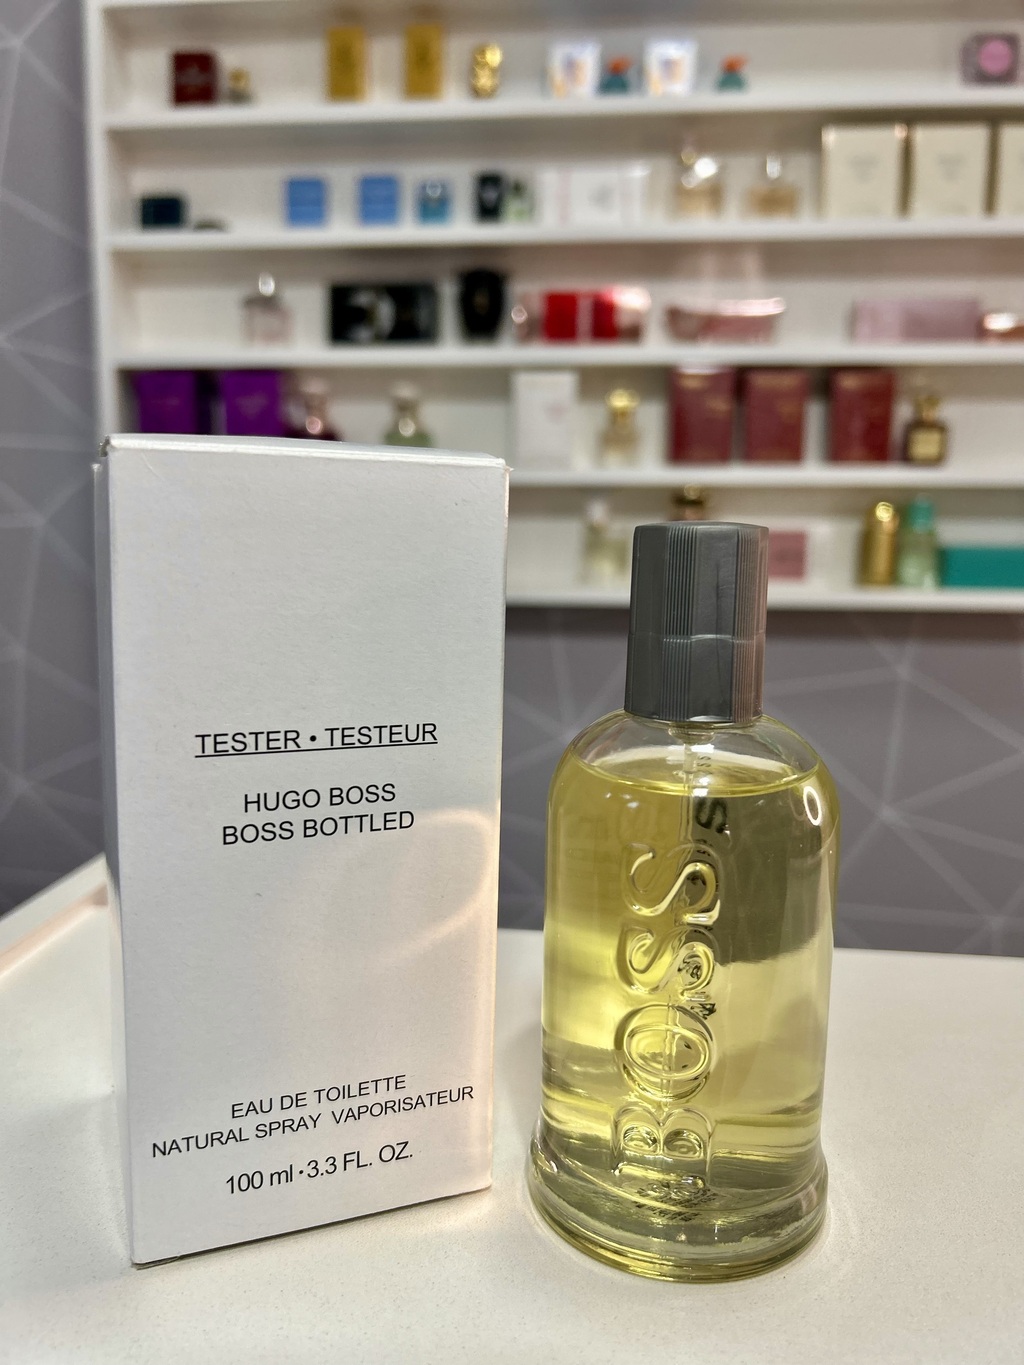 TESTER • TESTEUR
HUGO BOSS
BOSS BOTTLED
EAU DE TOILETTE
NATURAL SPRAY VAPORISATEUR
100 ml • 3.3 FL. OZ.
BOSS